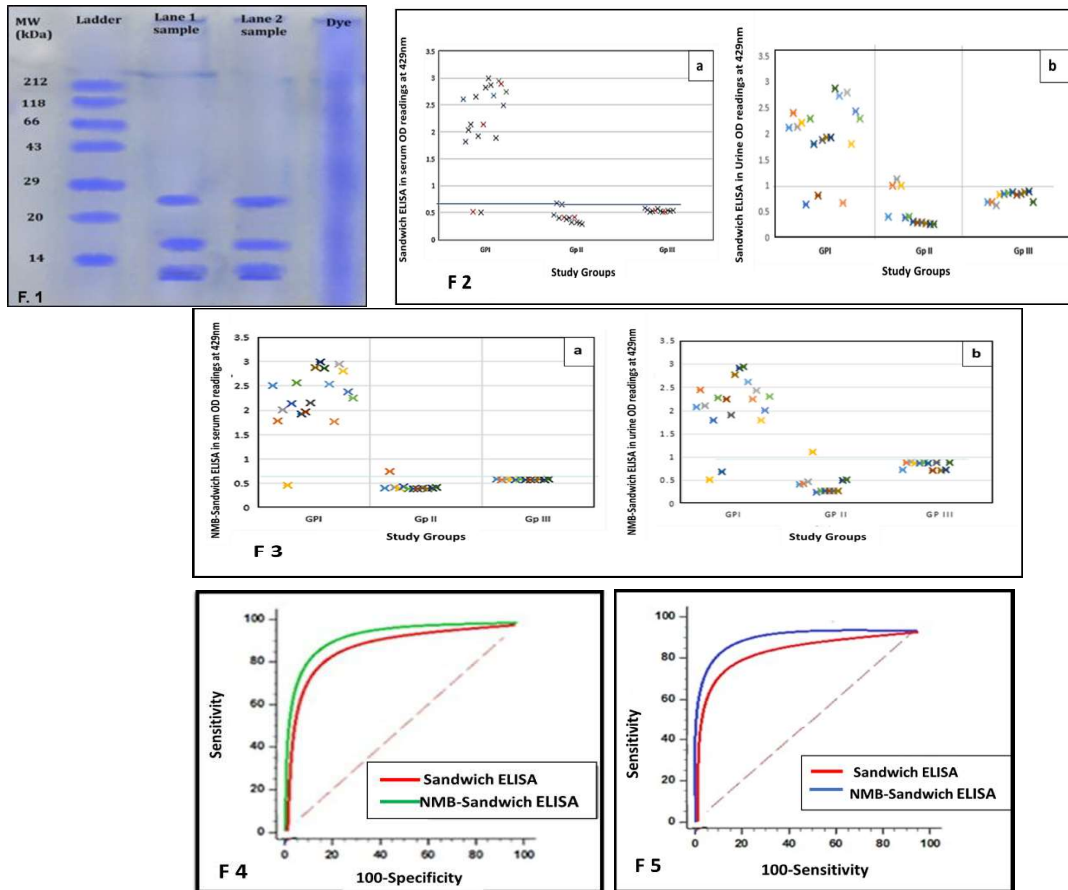 MW
(kDa)
Ladder
Lane 1
sample
Lane 2
sample
Dye
212
118
66
43
29
20
14
F. 1
Sandwich ELISA in serum OD readings at 429nm
3.5
3
2.5
2
1.5
1
0.5
0
a
GPI
Gp II
Gp III
Study Groups
F 2
Sandwich ELISA in Urine OD readings at 429nm
3.5
3
2.5
2
1.5
1
0.5
0
b
GPI
Gp II
Gp III
Study Groups
NMB-Sandwich ELISA in serum OD readings at 429nm
3.5
3
2.5
2
1.5
1
0.5
0
a
GPI
Gp II
Gp III
Study Groups
F 3
NMB-Sandwich ELISA in urine OD readings at 429nm
3.5
3
2.5
2
1.5
1
0.5
0
b
GPI
GP II
GP III
Study Groups
Sensitivity
100
80
60
40
20
0
Sandwich ELISA
NMB-Sandwich ELISA
0 20 40 60 80 100
100-Specificity
F 4
Sensitivity
100
80
60
40
20
0
Sandwich ELISA
NMB-Sandwich ELISA
0 20 40 60 80 100
100-Sensitivity
F 5